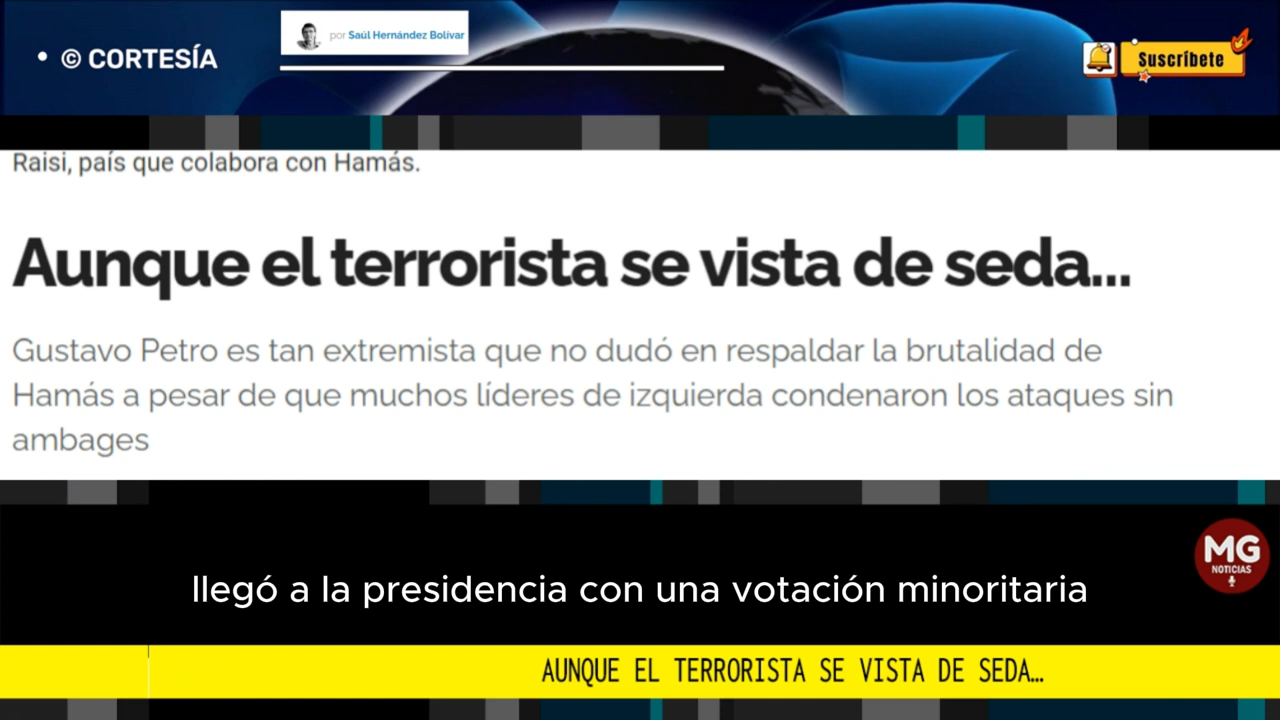 • © CORTESÍA
por Saúl Hernández Bolívar
Suscríbete
Raisi, país que colabora con Hamás.
Aunque el terrorista se vista de seda...
Gustavo Petro es tan extremista que no dudó en respaldar la brutalidad de
Hamás a pesar de que muchos líderes de izquierda condenaron los ataques sin
ambages
MG
NOTICIAS
llegó a la presidencia con una votación minoritaria
AUNQUE EL TERRORISTA SE VISTA DE SEDA...